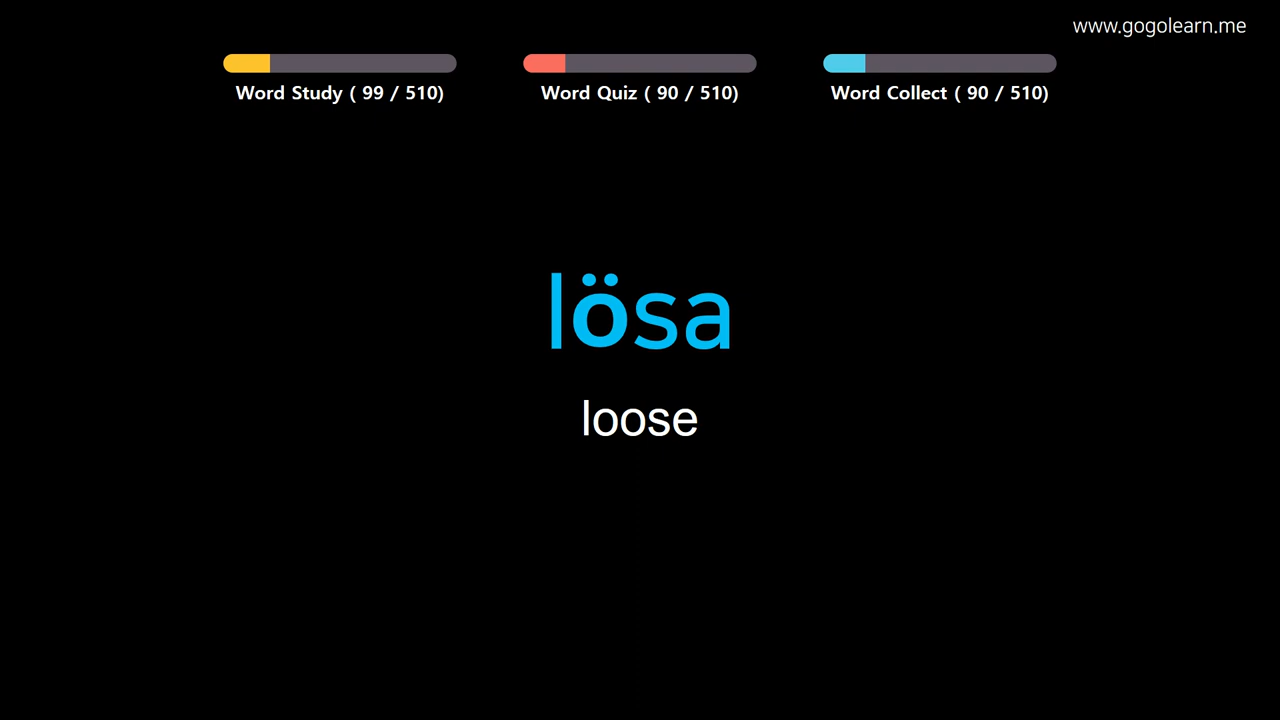 www.gogolearn.me
Word Study ( 99 / 510)
Word Quiz ( 90 / 510)
Word Collect ( 90 / 510)
lösa
loose